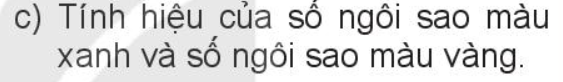 c) Tính hiệu của số ngôi sao màu
xanh và số ngôi sao màu vàng.